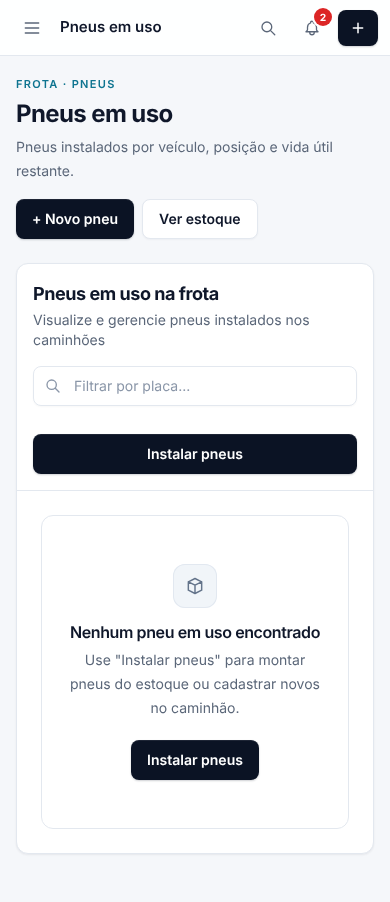 Pneus em uso
2
FROTA · PNEUS
Pneus em uso
Pneus instalados por veículo, posição e vida útil
restante.
+ Novo pneu
Ver estoque
Pneus em uso na frota
Visualize e gerencie pneus instalados nos
caminhões
Filtrar por placa...
Instalar pneus
Nenhum pneu em uso encontrado
Use "Instalar pneus" para montar
pneus do estoque ou cadastrar novos
no caminhão.
Instalar pneus